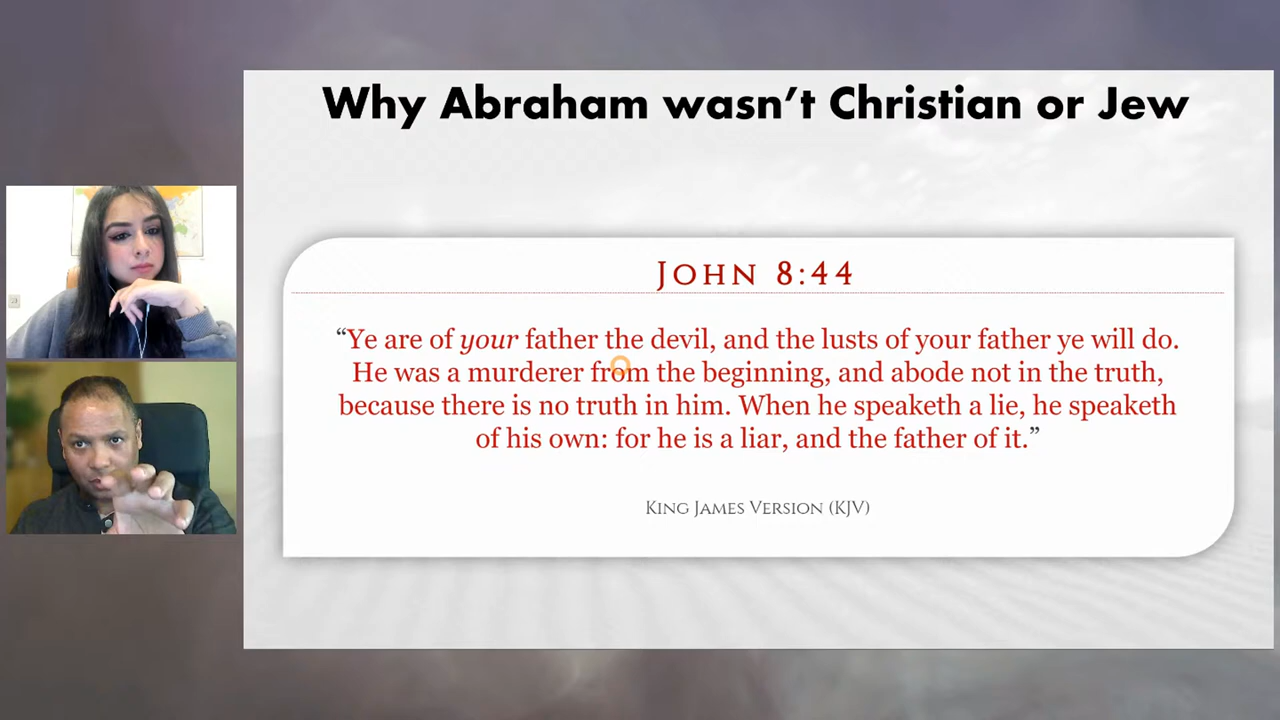 Why Abraham wasn't Christian or Jew
JOHN 8:44
“Ye are of your father the devil, and the lusts of your father ye will do.
He was a murderer from the beginning, and abode not in the truth,
because there is no truth in him. When he speaketh a lie, he speaketh
of his own: for he is a liar, and the father of it.”
KING JAMES VERSION (KJV)